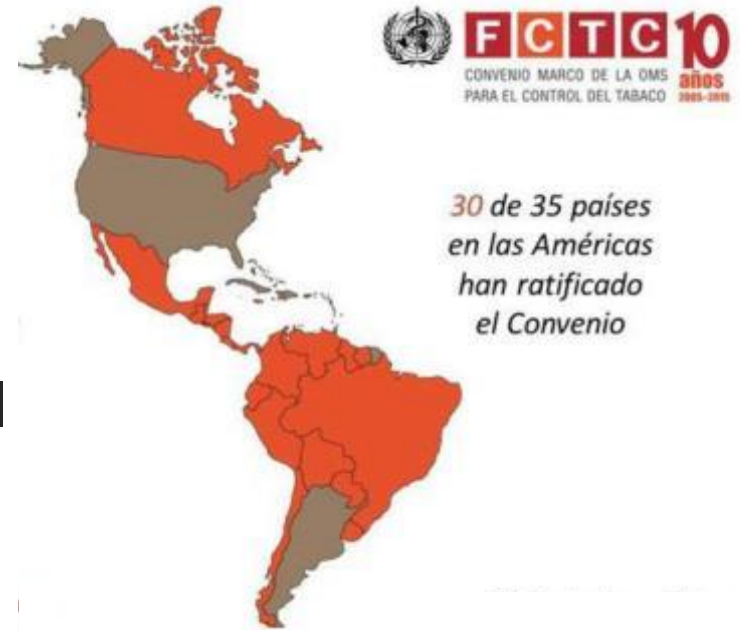 FCTC 10
CONVENIO MARCO DE LA OMS
PARA EL CONTROL DEL TABACO
años
2005-2015
30 de 35 países
en las Américas
han ratificado
el Convenio